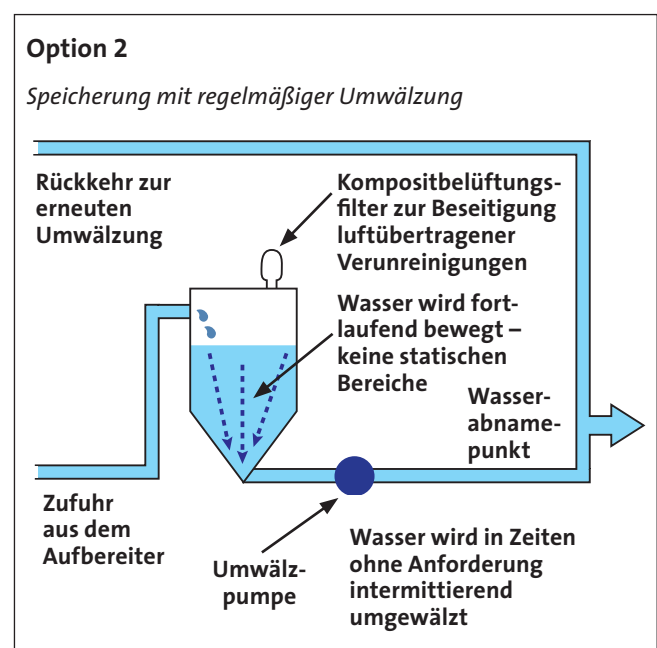 Option 2
Speicherung mit regelmäßiger Umwälzung
Rückkehr zur
erneuten
Umwälzung
Kompositbelüftungs-
filter zur Beseitigung
luftübertragener
Verunreinigungen
Wasser wird fort-
laufend bewegt –
keine statischen
Bereiche
Wasser-
abname-
punkt
Zufuhr
aus dem
Aufbereiter
Umwälz-
pumpe
Wasser wird in Zeiten
ohne Anforderung
intermittierend
umgewälzt